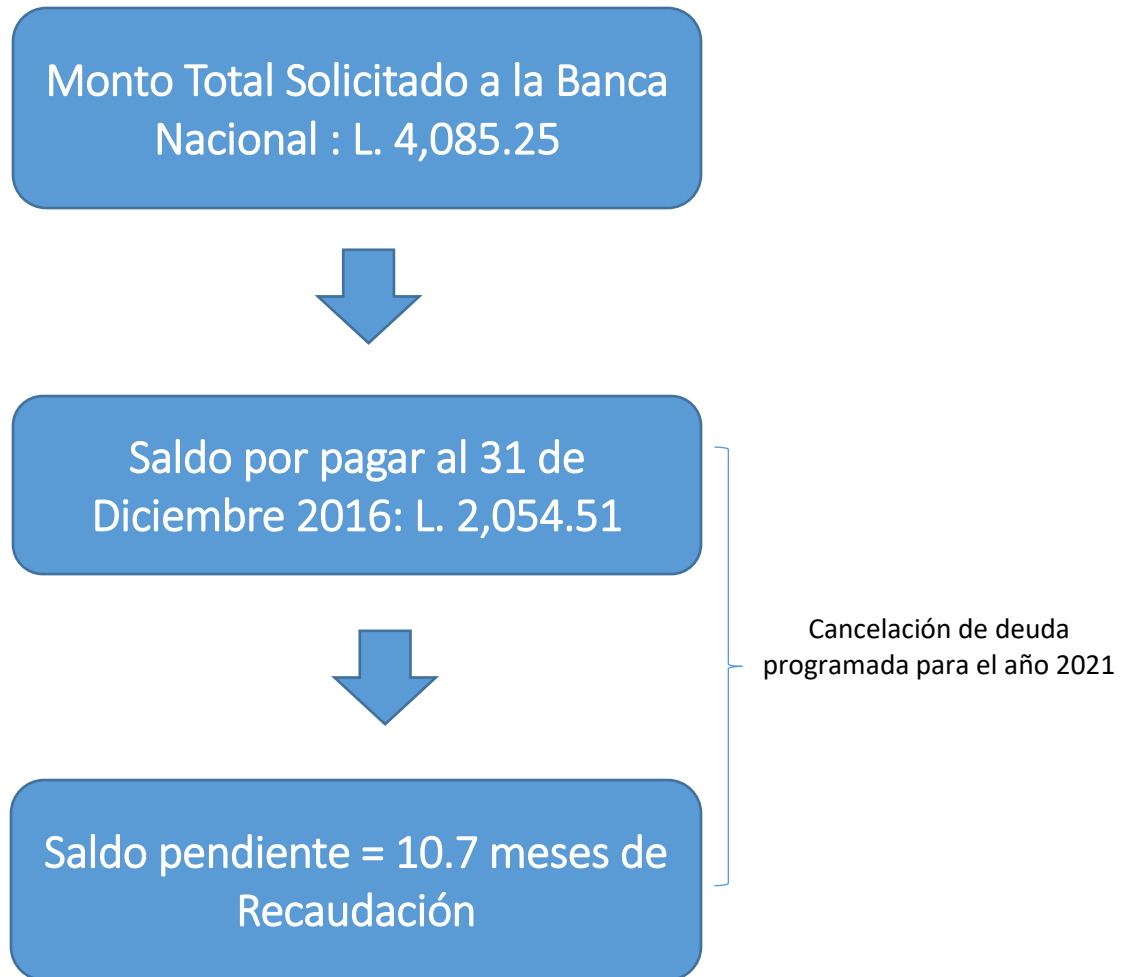 Monto Total Solicitado a la Banca
Nacional : L. 4,085.25
Saldo por pagar al 31 de
Diciembre 2016: L. 2,054.51
Cancelación de deuda
programada para el año 2021
Saldo pendiente = 10.7 meses de
Recaudación